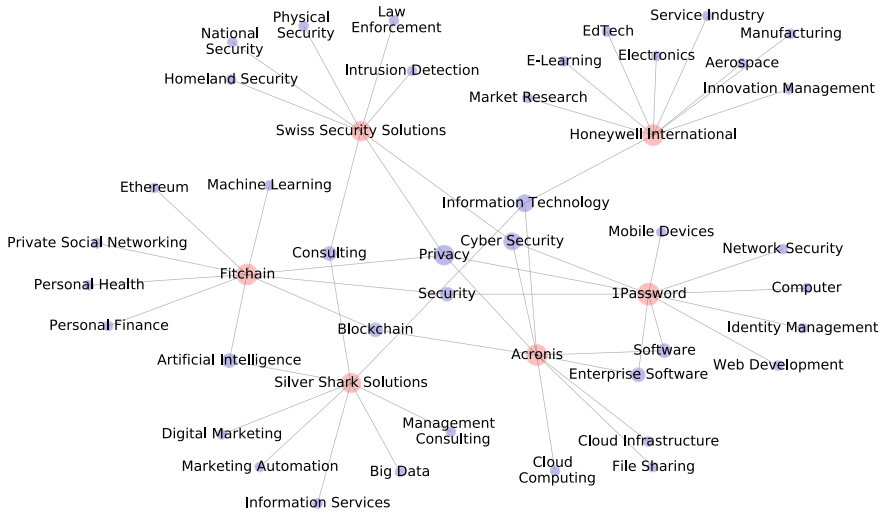 Law
Enforcement
Physical
Security
National
Security
Service Industry
EdTech
Manufacturing
Electronics
E-Learning
Aerospace
Intrusion Detection
Homeland Security
Innovation Management
Market Research
Swiss Security Solutions
Honeywell International
Ethereum
Machine Learning
Information Technology
Mobile Devices
Private Social Networking
Cyber Security
Network Security
Consulting
Privacy
Fitchain
Personal Health
Security
1Password
Computer
Personal Finance
Blockchain
Identity Management
Artificial Intelligence
Acronis
Software
Web Development
Silver Shark Solutions
Enterprise Software
Digital Marketing
Management
Consulting
Cloud Infrastructure
Marketing Automation
Big Data
Cloud
Computing
File Sharing
Information Services